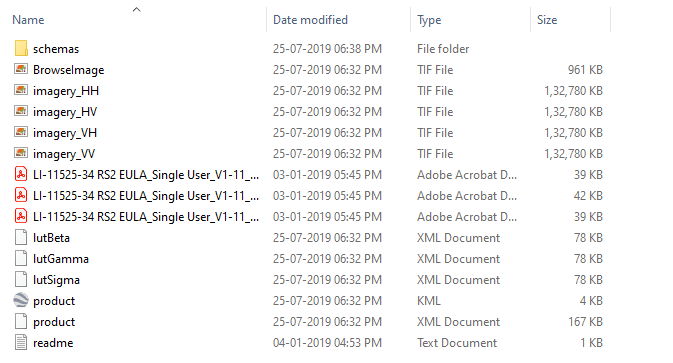 Name Date modified Type Size
schemas 25-07-2019 06:38 PM File folder
BrowseImage 25-07-2019 06:32 PM TIF File 961 KB
imagery_HH 25-07-2019 06:32 PM TIF File 1,32,780 KB
imagery_HV 25-07-2019 06:32 PM TIF File 1,32,780 KB
imagery_VH 25-07-2019 06:32 PM TIF File 1,32,780 KB
imagery_VV 25-07-2019 06:32 PM TIF File 1,32,780 KB
LI-11525-34 RS2 EULA_Single User_V1-11_... 03-01-2019 05:45 PM Adobe Acrobat D... 39 KB
LI-11525-34 RS2 EULA_Single User_V1-11_... 03-01-2019 05:45 PM Adobe Acrobat D... 42 KB
LI-11525-34 RS2 EULA_Single User_V1-11_... 03-01-2019 05:45 PM Adobe Acrobat D... 39 KB
lutBeta 25-07-2019 06:32 PM XML Document 78 KB
lutGamma 25-07-2019 06:32 PM XML Document 78 KB
lutSigma 25-07-2019 06:32 PM XML Document 78 KB
product 25-07-2019 06:32 PM KML 4 KB
product 25-07-2019 06:32 PM XML Document 167 KB
readme 04-01-2019 04:53 PM Text Document 1 KB